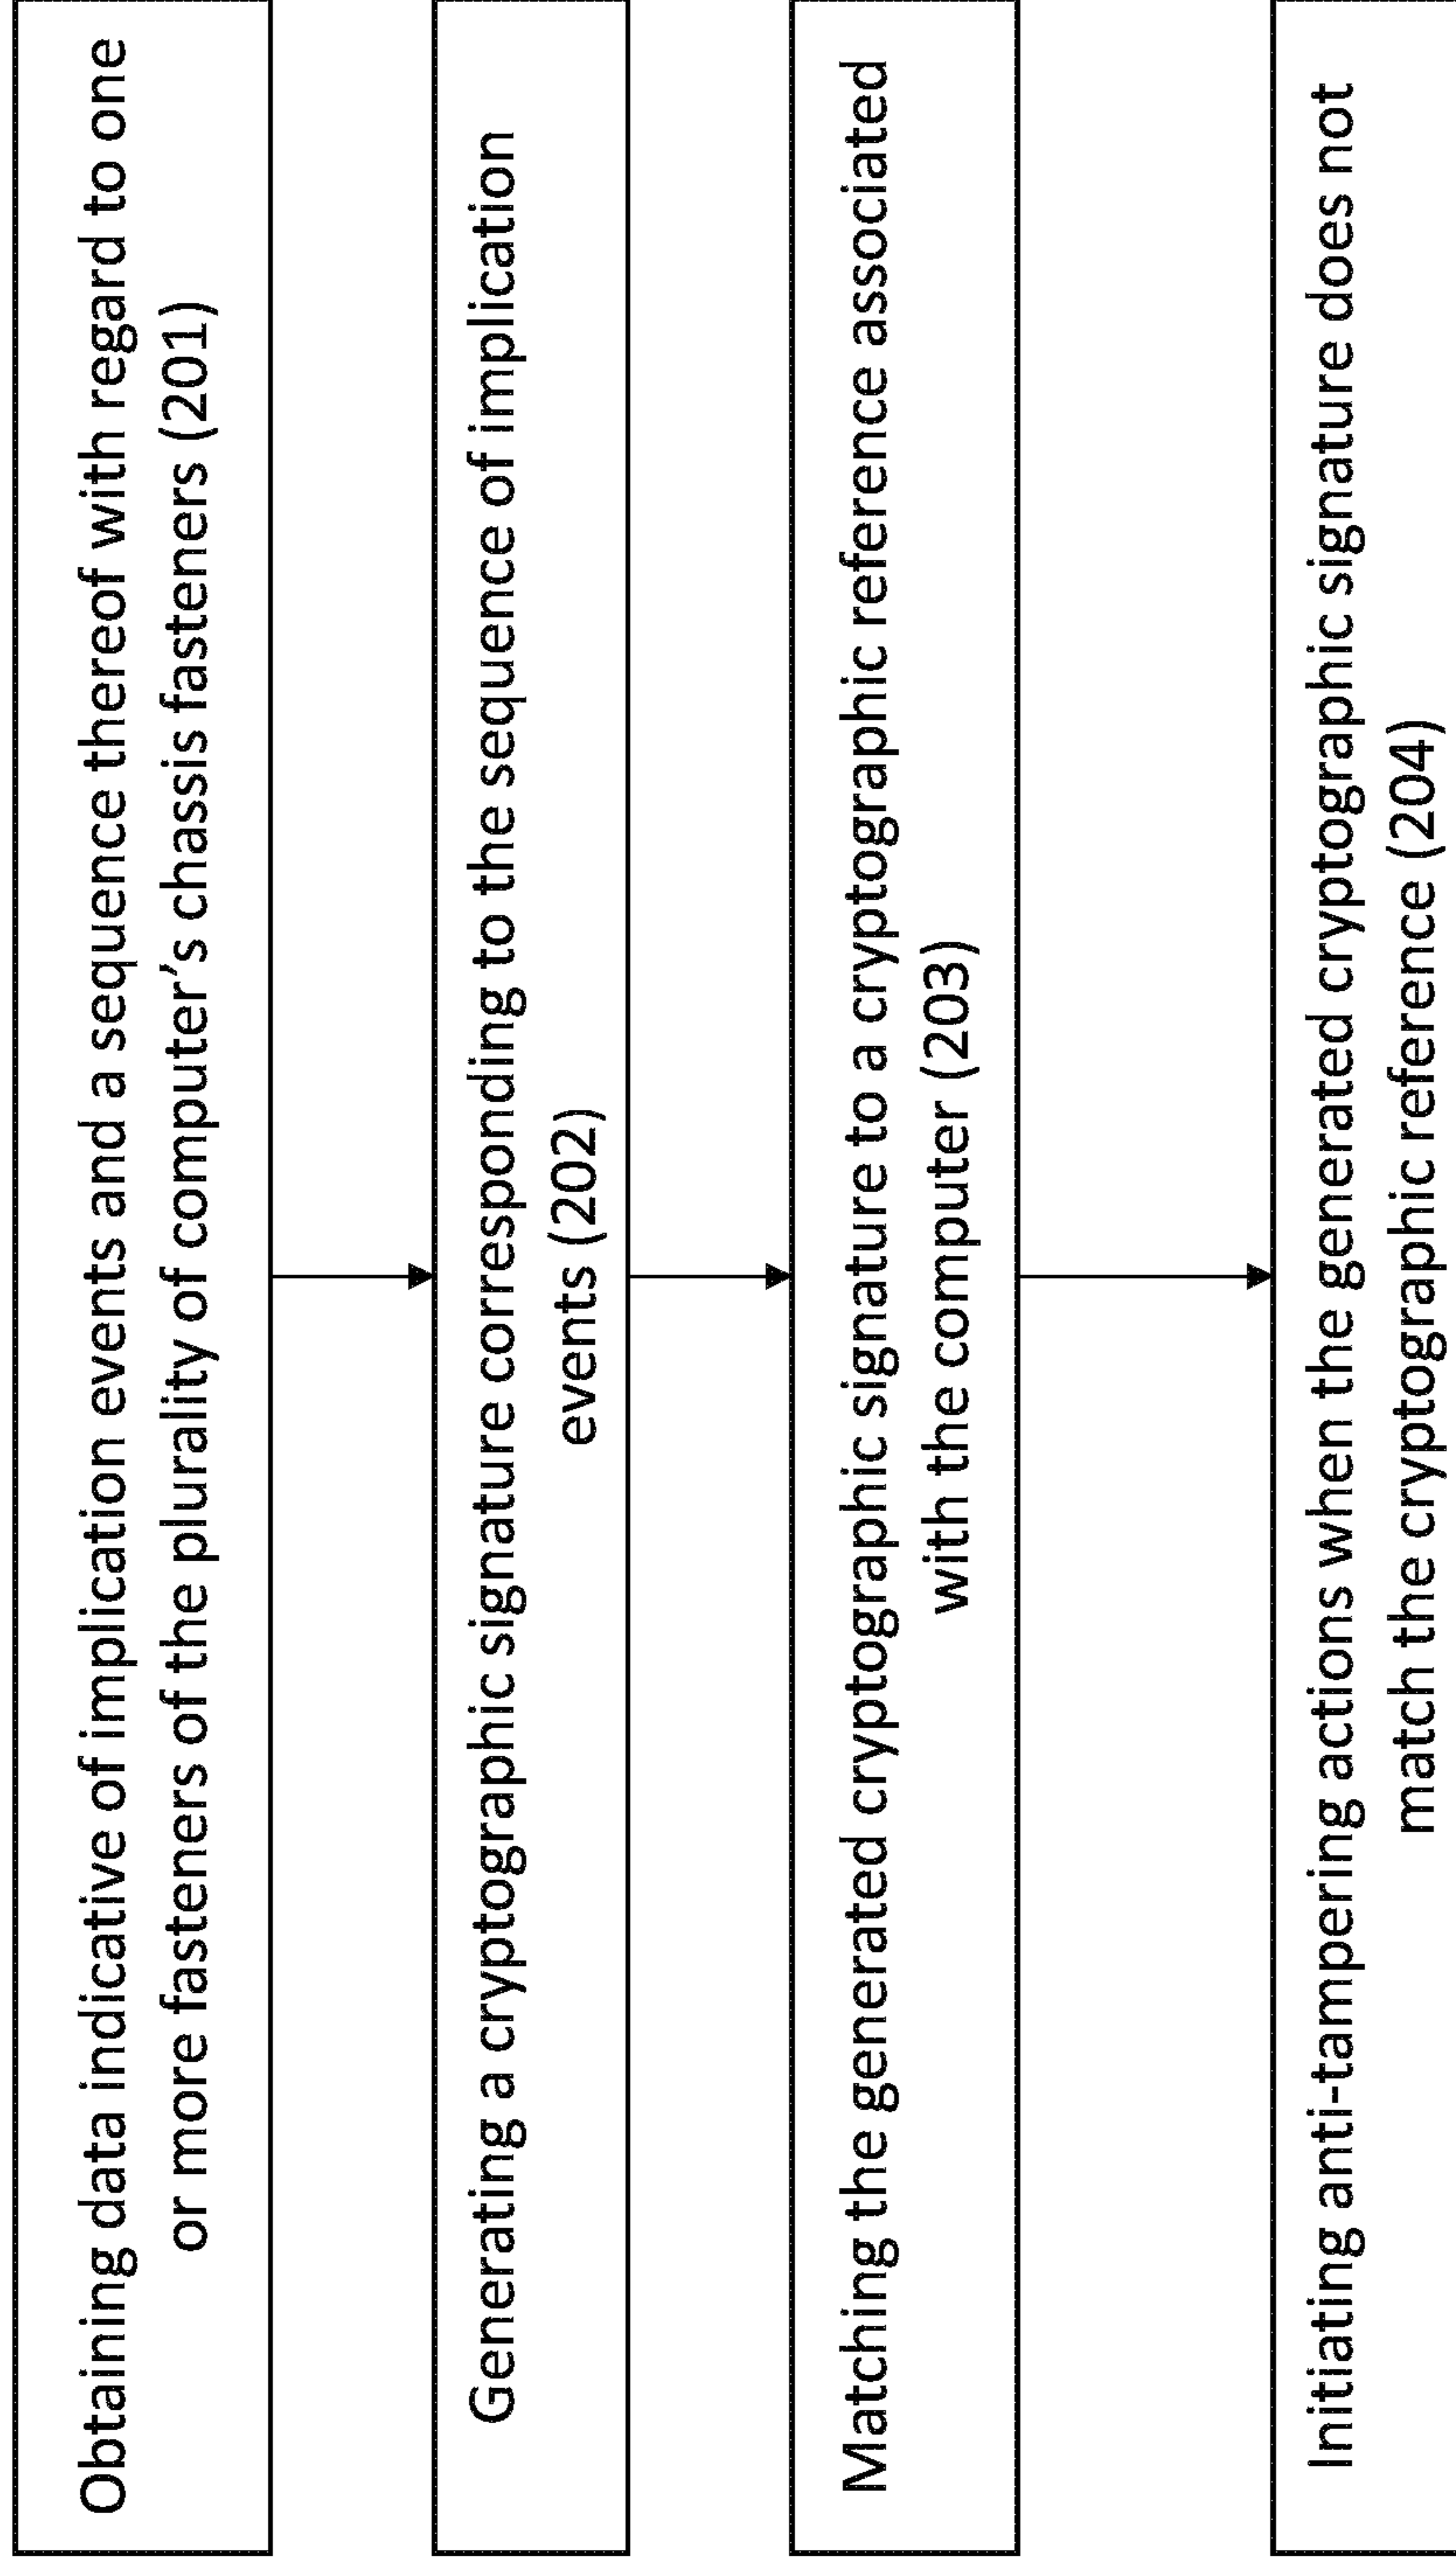 Obtaining data indicative of implication events and a sequence thereof with regard to one
or more fasteners of the plurality of computer’s chassis fasteners (201)
Generating a cryptographic signature corresponding to the sequence of implication
events (202)
Matching the generated cryptographic signature to a cryptographic reference associated
with the computer (203)
Initiating anti-tampering actions when the generated cryptographic signature does not
match the cryptographic reference (204)